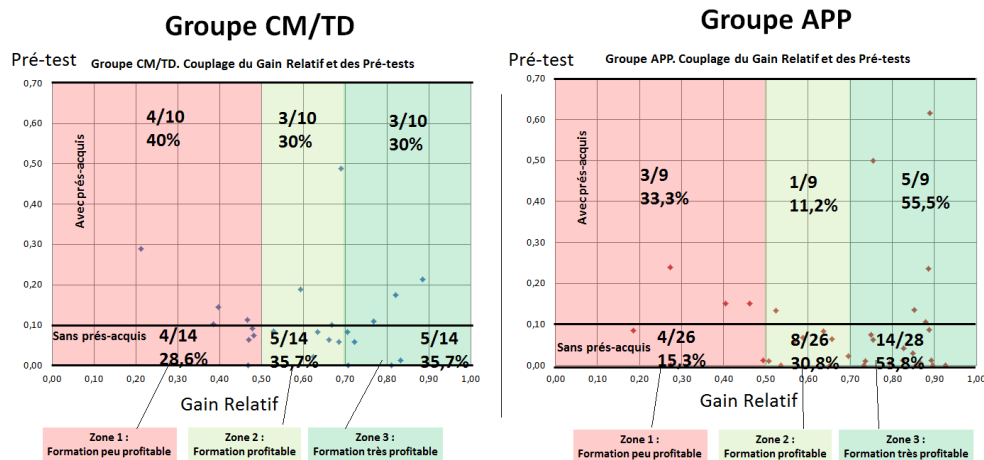 Groupe CM/TD
Pré-test
Groupe CM/TD. Couplage du Gain Relatif et des Pré-tests
0,70
0,60
0,50
0,40
0,30
0,20
0,10
0,00
Avec prés-acquis
4/10
40%
3/10
30%
3/10
30%
Sans prés-acquis
4/14
28,6%
5/14
35,7%
5/14
35,7%
0,00 0,10 0,20 0,30 0,40 0,50 0,60 0,70 0,80 0,90 1,00
Gain Relatif
Zone 1 :
Formation peu profitable
Zone 2 :
Formation profitable
Zone 3 :
Formation très profitable
Groupe APP
Pré-test
Groupe APP. Couplage du Gain Relatif et des Pré-tests
0,70
0,60
0,50
0,40
0,30
0,20
0,10
0,00
Avec prés-acquis
3/9
33,3%
1/9
11,2%
5/9
55,5%
Sans prés-acquis
4/26
15,3%
8/26
30,8%
14/28
53,8%
0,00 0,10 0,20 0,30 0,40 0,50 0,60 0,70 0,80 0,90 1,00
Gain Relatif
Zone 1 :
Formation peu profitable
Zone 2 :
Formation profitable
Zone 3 :
Formation très profitable